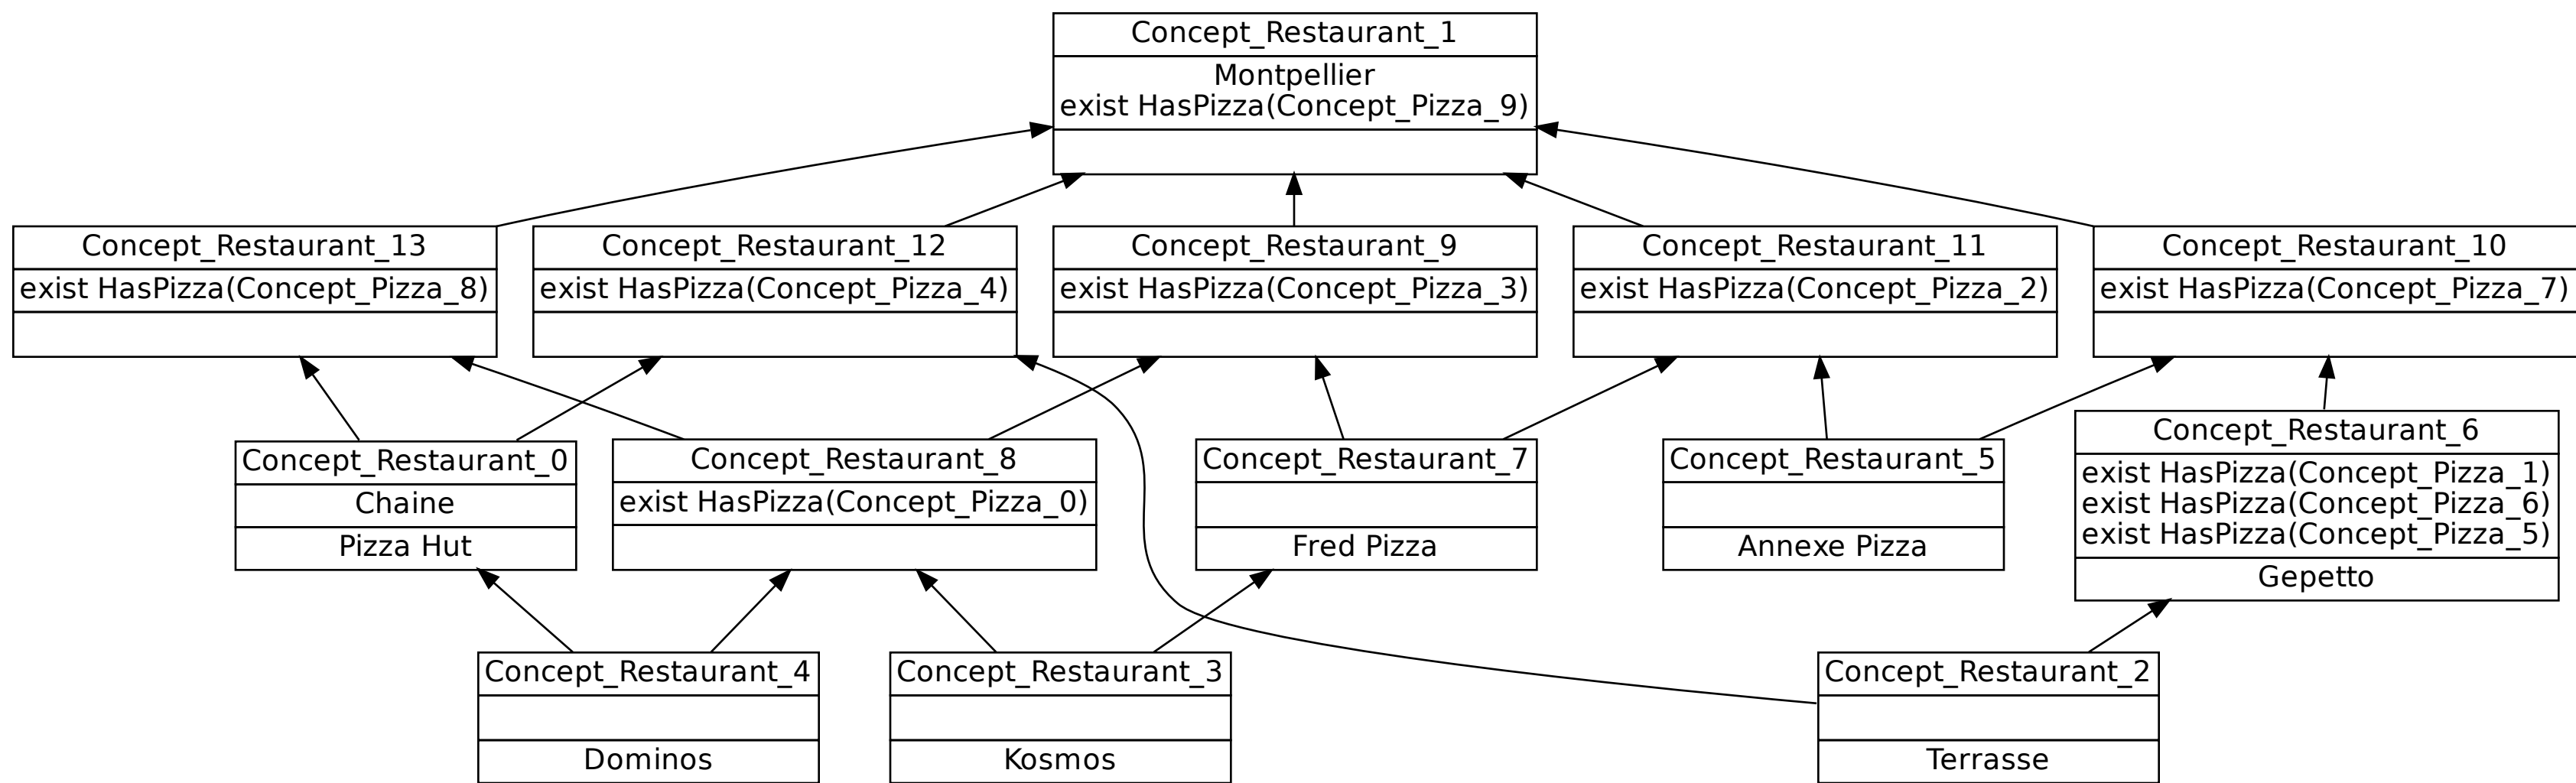 Concept_Restaurant_1
Montpellier
exist HasPizza(Concept_Pizza_9)
Concept_Restaurant_13
exist HasPizza(Concept_Pizza_8)
Concept_Restaurant_12
exist HasPizza(Concept_Pizza_4)
Concept_Restaurant_9
exist HasPizza(Concept_Pizza_3)
Concept_Restaurant_11
exist HasPizza(Concept_Pizza_2)
Concept_Restaurant_10
exist HasPizza(Concept_Pizza_7)
Concept_Restaurant_0
Chaine
Pizza Hut
Concept_Restaurant_8
exist HasPizza(Concept_Pizza_0)
Concept_Restaurant_7
Fred Pizza
Concept_Restaurant_5
Annexe Pizza
Concept_Restaurant_6
exist HasPizza(Concept_Pizza_1)
exist HasPizza(Concept_Pizza_6)
exist HasPizza(Concept_Pizza_5)
Gepetto
Concept_Restaurant_4
Dominos
Concept_Restaurant_3
Kosmos
Concept_Restaurant_2
Terrasse